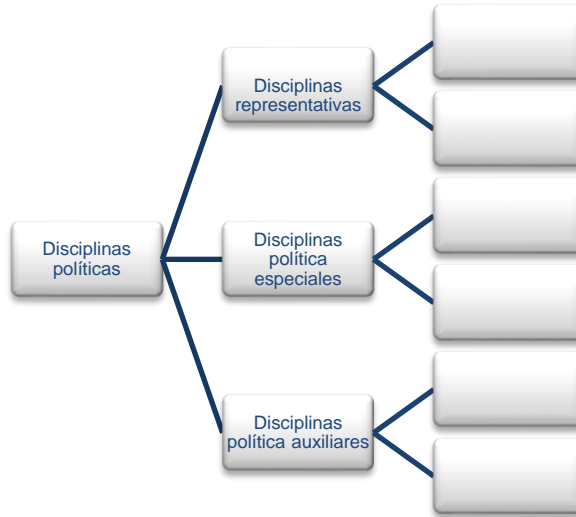 Disciplinas
representativas
Disciplinas
políticas
Disciplinas
política
especiales
Disciplinas
política auxiliares